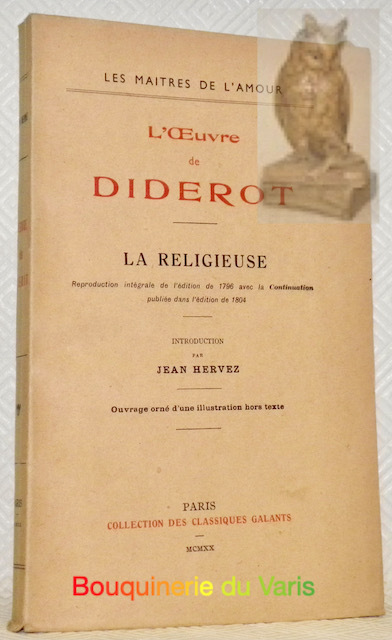 LES MAITRES DE L'AMOUR
L'Œuvre
de
DIDEROT
LA RELIGIEUSE
Reproduction intégrale de l'édition de 1796 avec la Continuation
publiée dans l'édition de 1804
INTRODUCTION
PAR
JEAN HERVEZ
Ouvrage orné d'une illustration hors texte
PARIS
COLLECTION DES CLASSIQUES GALANTS
MCMXX
Bouquinerie du Varis